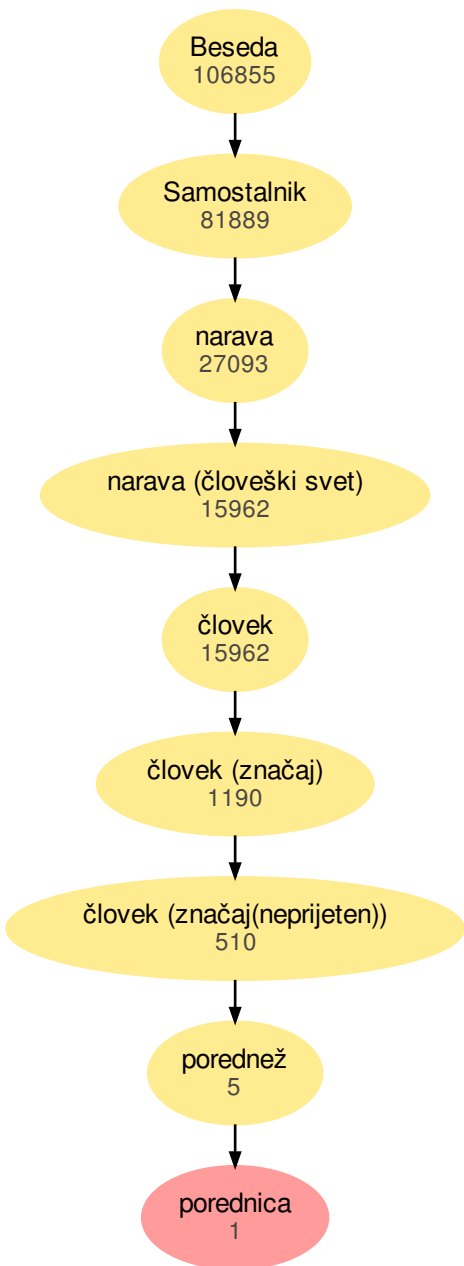 Beseda
106855
Samostalnik
81889
narava
27093
narava (človeški svet)
15962
človek
15962
človek (značaj)
1190
človek (značaj(neprijeten))
510
porednež
5
porednica
1